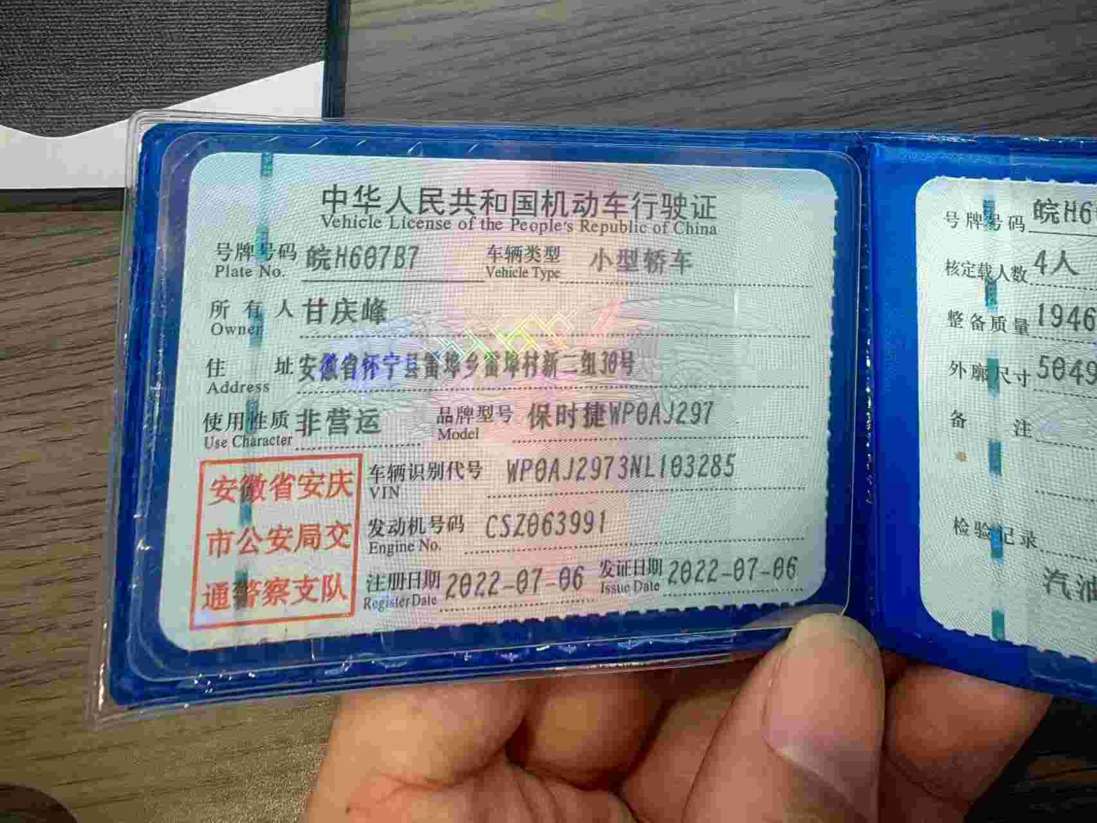 中华人民共和国机动车行驶证
Vehicle License of the People's Republic of China
号牌号码 皖H607B7 车辆类型 小型轿车
Plate No. Vehicle Type
所有人 甘庆峰
Owner
住址 安徽省怀宁县雷埠乡雷埠村新二组30号
Address
使用性质 非营运 品牌型号 保时捷WP0AJ297
Use Character Model
安徽省安庆
市公安局交
通警察支队
车辆识别代号 WP0AJ2973NL103285
VIN
发动机号码 CSZ063991
Engine No.
注册日期 2022-07-06 发证日期 2022-07-06
Register Date Issue Date
号牌号码 皖H6
核定载人数 4人
整备质量 1946
外廓尺寸 5049
备注
检验记录
汽油